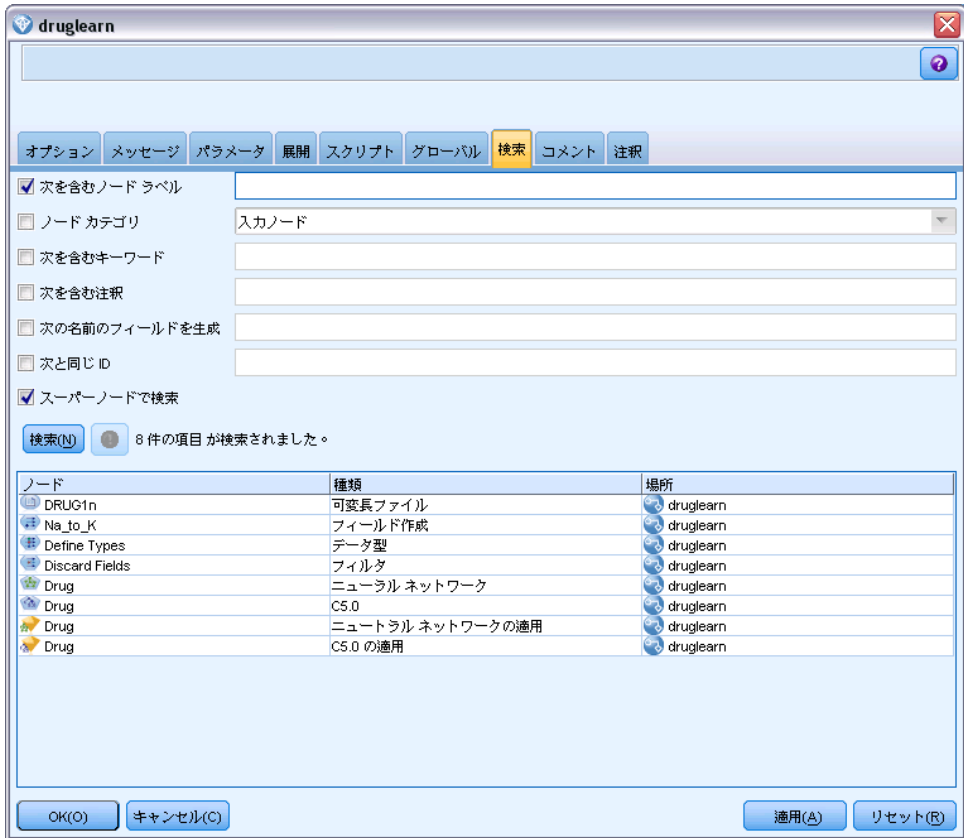 druglearn
オプション メッセージ パラメータ 展開 スクリプト グローバル 検索 コメント 注釈
次を含むノード ラベル
ノード カテゴリ 入力ノード
次を含むキーワード
次を含む注釈
次の名前のフィールドを生成
次と同じ ID
スーパーノードで検索
検索(N) 8 件の項目 が検索されました。
ノード 種類 場所
DRUG1n 可変長ファイル druglearn
Na_to_K フィールド作成 druglearn
Define Types データ型 druglearn
Discard Fields フィルタ druglearn
Drug ニューラル ネットワーク druglearn
Drug C5.0 druglearn
Drug ニュートラル ネットワークの適用 druglearn
Drug C5.0 の適用 druglearn
OK(O) キャンセル(C) 適用(A) リセット(R)